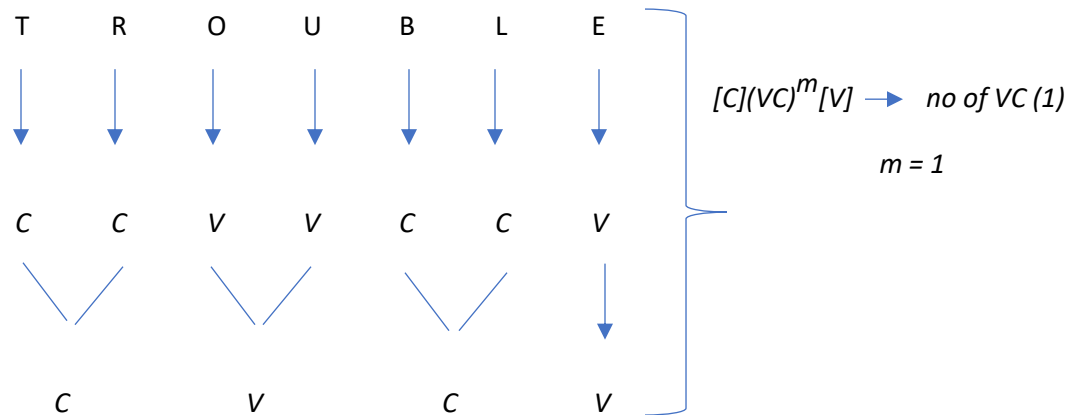 T R O U B L E
[C](VC)^m[V] no of VC (1)
m = 1
C C V V C C V
C V C V